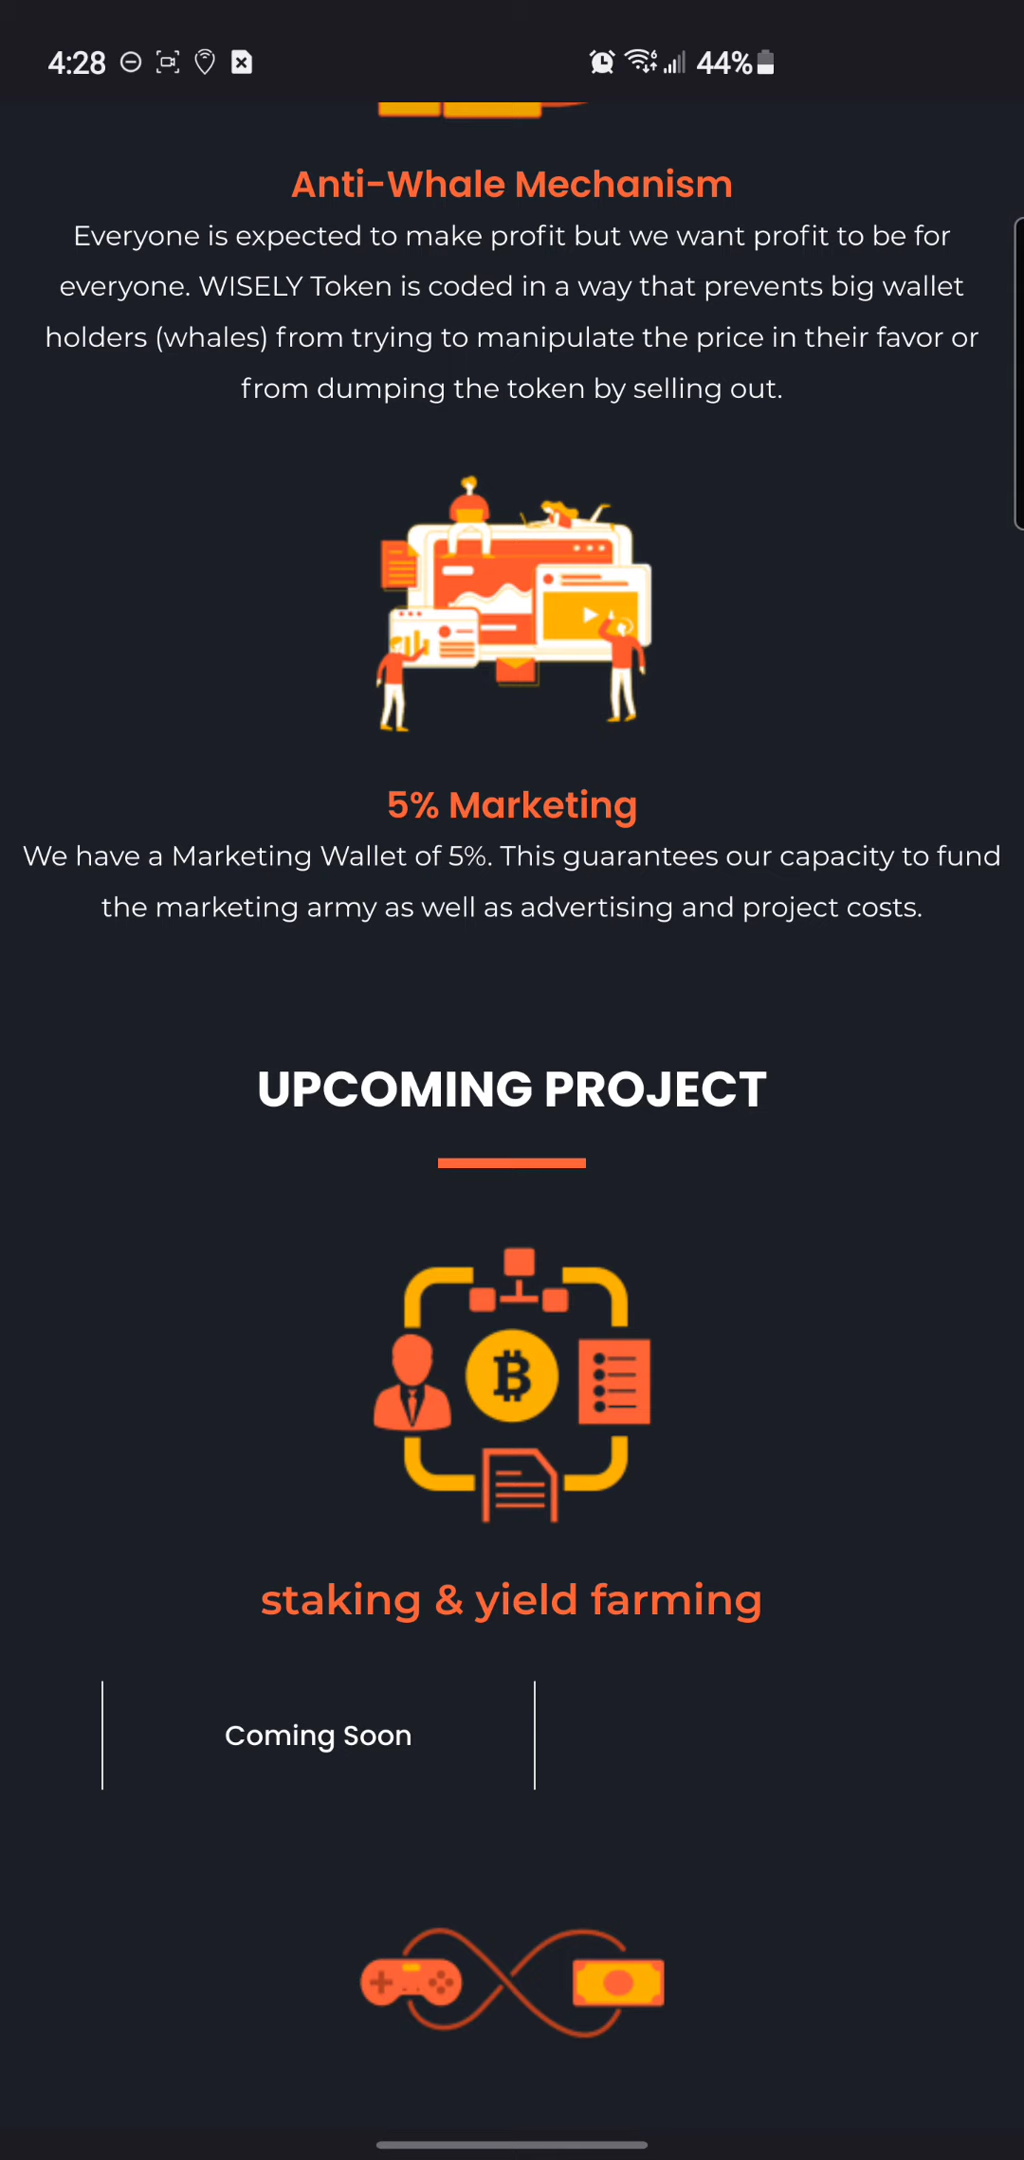 4:28
44%
Anti-Whale Mechanism
Everyone is expected to make profit but we want profit to be for
everyone. WISELY Token is coded in a way that prevents big wallet
holders (whales) from trying to manipulate the price in their favor or
from dumping the token by selling out.
5% Marketing
We have a Marketing Wallet of 5%. This guarantees our capacity to fund
the marketing army as well as advertising and project costs.
UPCOMING PROJECT
staking & yield farming
Coming Soon